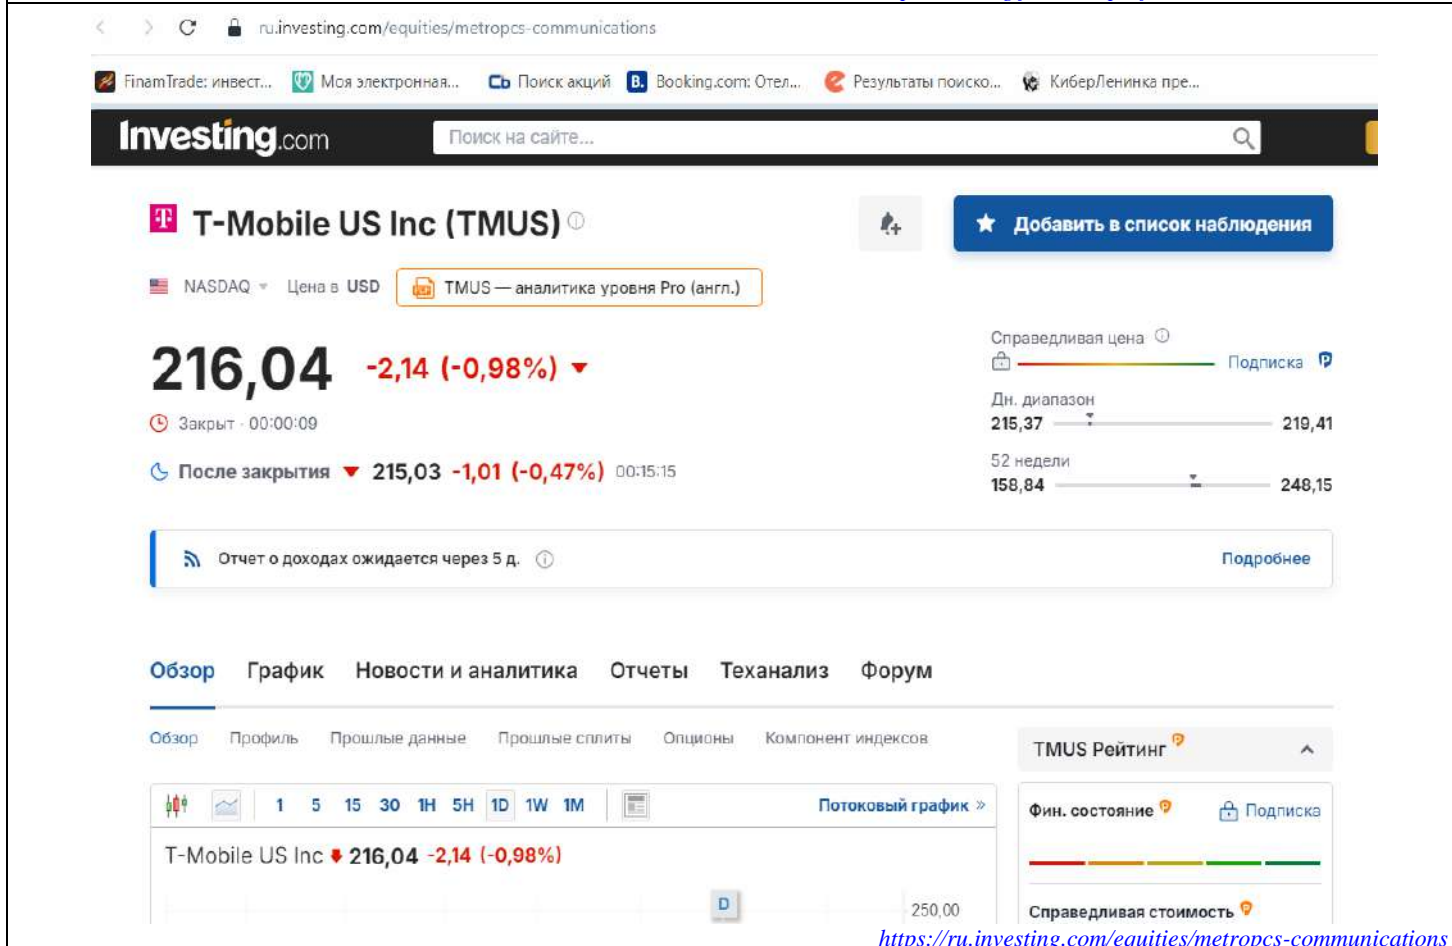 ru.investing.com/equities/metropcs-communications
FinamTrade: инвест... Моя электронная... Сь Поиск акций B. Booking.com: Отел... Результаты поиско... КиберЛенинка пре...
Investing.com Поиск на сайте...
T-Mobile US Inc (TMUS) Добавить в список наблюдения
NASDAQ Цена в USD TMUS — аналитика уровня Pro (англ.)
216,04 -2,14 (-0,98%)
Справедливая цена
Подписка
Закрыт · 00:00:09
Дн. диапазон
215,37 219,41
После закрытия 215,03 -1,01 (-0,47%) 00:15:15
52 недели
158,84 248,15
Отчет о доходах ожидается через 5 д. Подробнее
Обзор График Новости и аналитика Отчеты Теханализ Форум
Обзор Профиль Прошлые данные Прошлые сплиты Опционы Компонент индексов
TMUS Рейтинг
1 5 15 30 1H 5H 1D 1W 1M Потоковый график »
Фин. состояние Подписка
T-Mobile US Inc 216,04 -2,14 (-0,98%)
D
250,00
Справедливая стоимость
https://ru.investing.com/equities/metropcs-communications